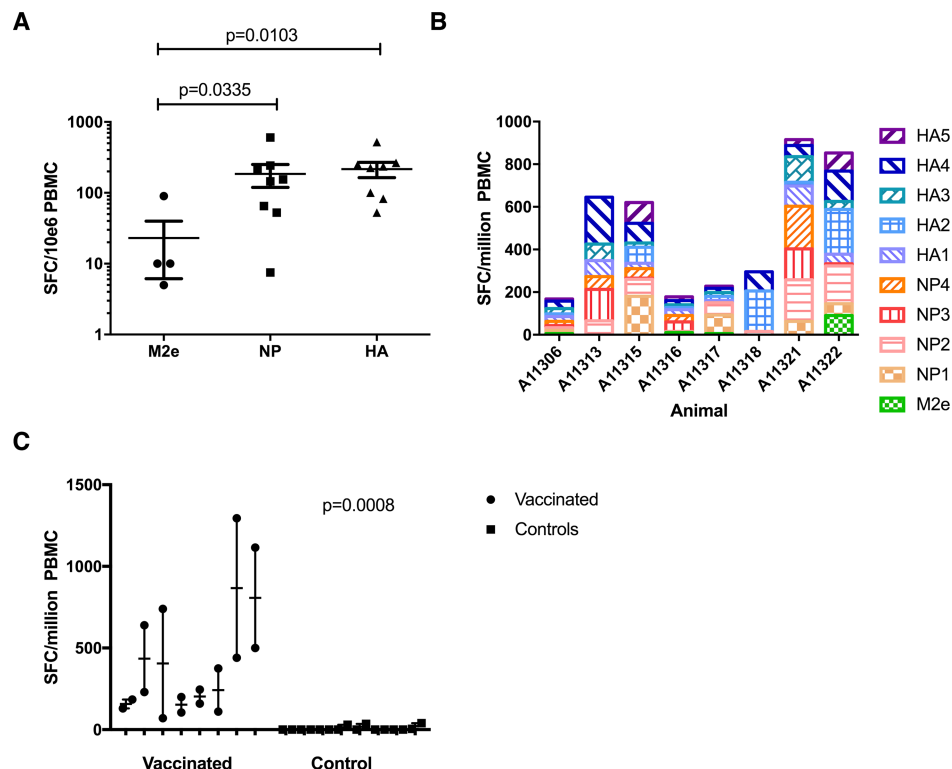 A
p=0.0103
p=0.0335
SFC/10e6 PBMC
1000
100
10
1
M2e
NP
HA
B
SFC/million PBMC
1000
800
600
400
200
0
A11306
A11313
A11315
A11316
A11317
A11318
A11321
A11322
Animal
HA5
HA4
HA3
HA2
HA1
NP4
NP3
NP2
NP1
M2e
C
SFC/million PBMC
1500
1000
500
0
p=0.0008
Vaccinated
Control
Vaccinated
Controls